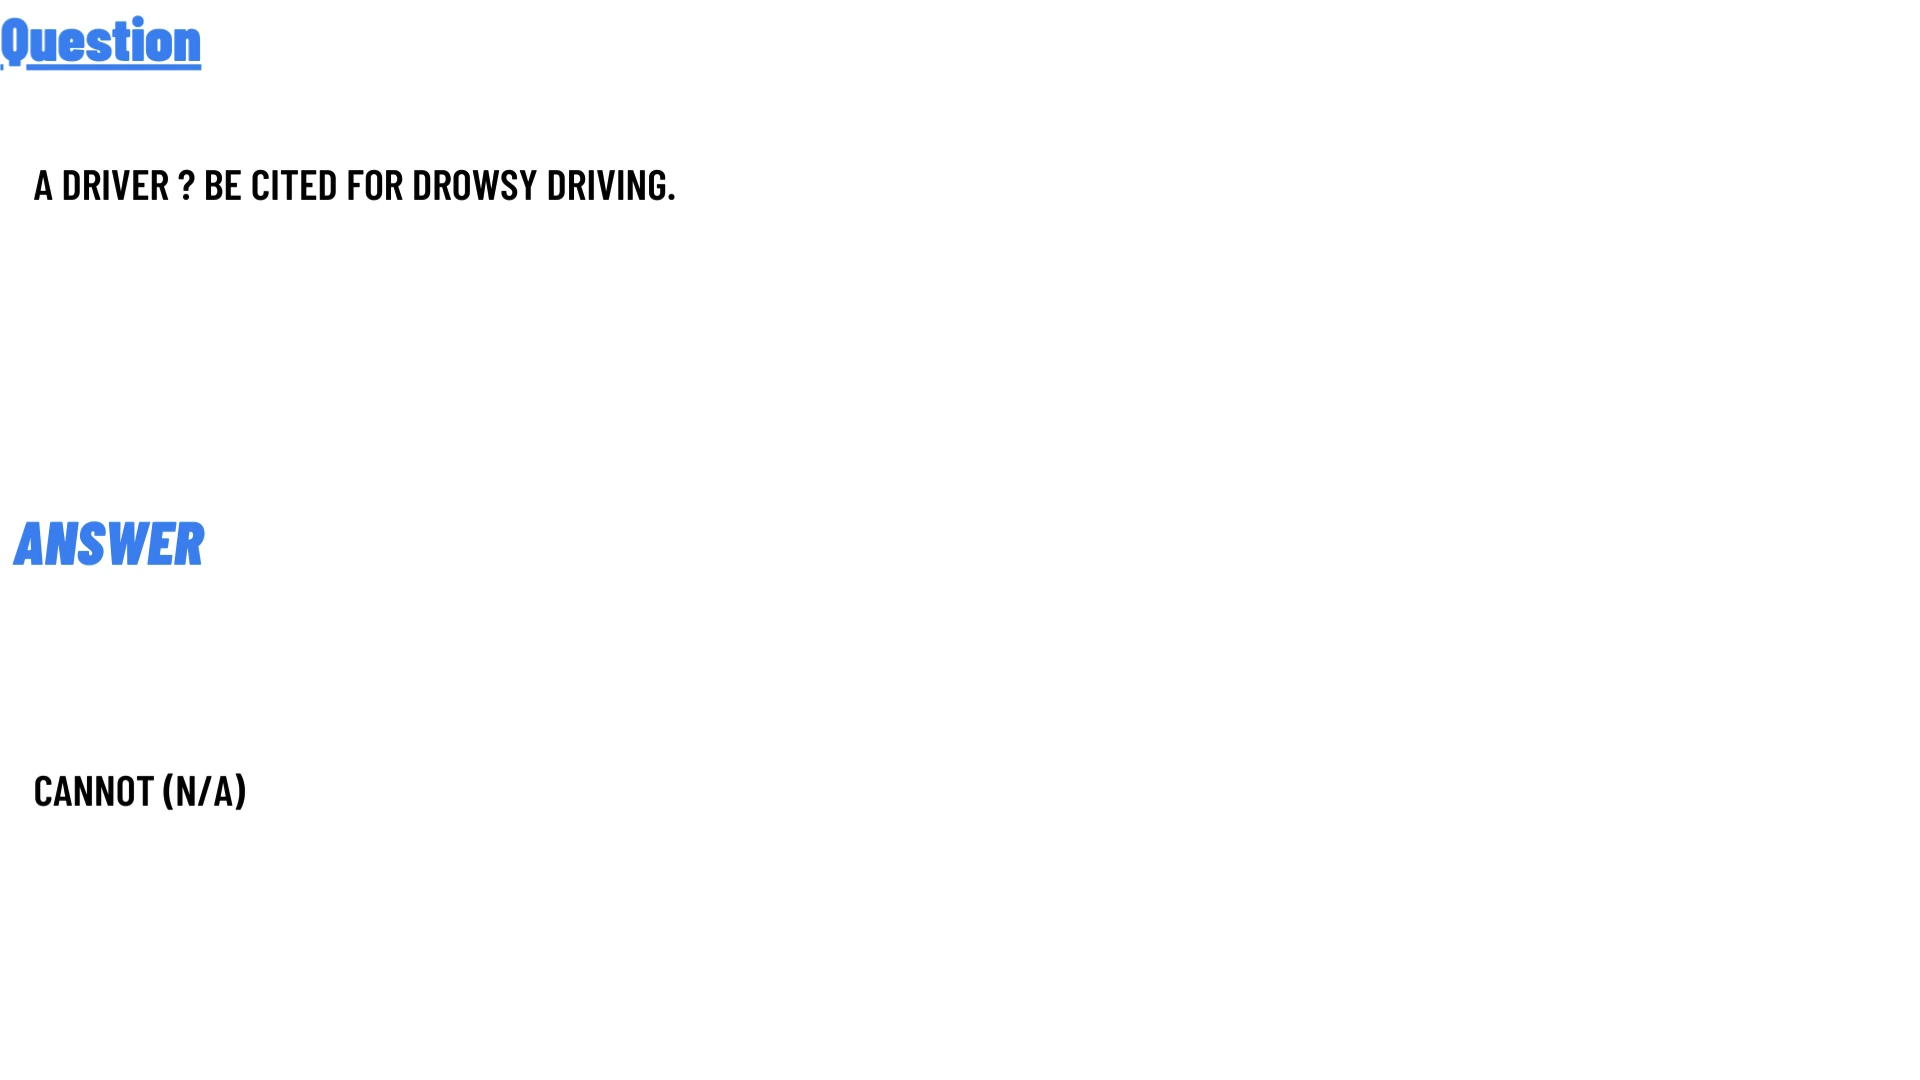 Question
A DRIVER ? BE CITED FOR DROWSY DRIVING.
ANSWER
CANNOT (N/A)